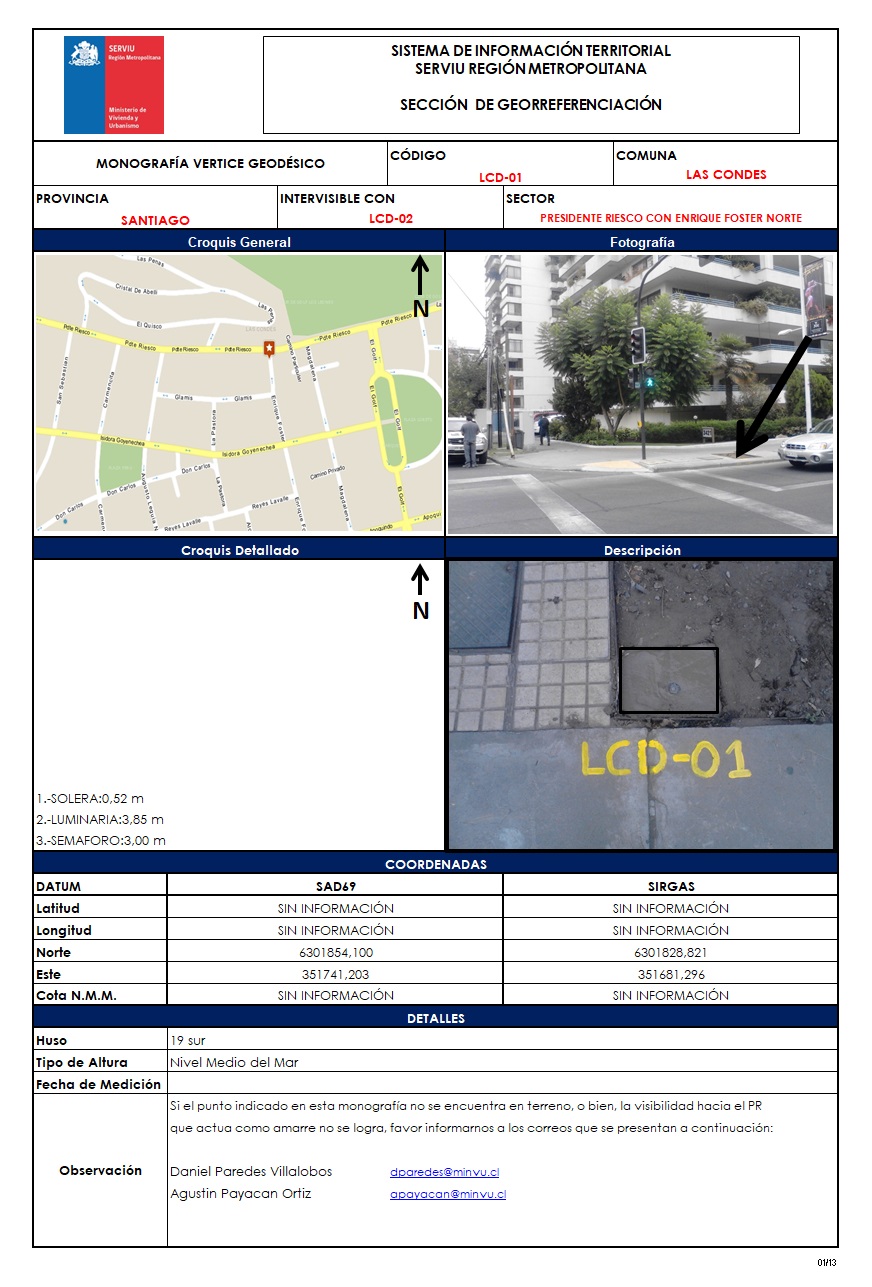 SERVIU
Región Metropolitana
Ministerio de
Vivienda y
Urbanismo
SISTEMA DE INFORMACIÓN TERRITORIAL
SERVIU REGIÓN METROPOLITANA
SECCIÓN DE GEORREFERENCIACIÓN
MONOGRAFÍA VERTICE GEODÉSICO
CÓDIGO
LCD-01
COMUNA
LAS CONDES
PROVINCIA
SANTIAGO
INTERVISIBLE CON
LCD-02
SECTOR
PRESIDENTE RIESCO CON ENRIQUE FOSTER NORTE
Croquis General
Fotografía
N
Las Penas
Cristal De Abelli
El Quisco
Las Penas
LAS CONDES
Pdte Riesco
Pdte Riesco
Pdte Riesco
Pdte Riesco
Pdte Riesco
Pdte Riesco
San Sebastian
Carmencita
Glamis
Glamis
La Pastora
Enrique Foster
Camino Particular
Magdalena
El Golf
El Golf
Isidora Goyenechea
Isidora Goyenechea
Don Carlos
Don Carlos
Don Carlos
Augusto Leguia N
La Pastora
Reyes Lavalle
Reyes Lavalle
Camino Privado
Magdalena
Enrique F
El Golf
Apoqui
Croquis Detallado
Descripción
N
LCD-01
1.-SOLERA:0,52 m
2.-LUMINARIA:3,85 m
3.-SEMAFORO:3,00 m
COORDENADAS
DATUM SAD69 SIRGAS
Latitud SIN INFORMACIÓN SIN INFORMACIÓN
Longitud SIN INFORMACIÓN SIN INFORMACIÓN
Norte 6301854,100 6301828,821
Este 351741,203 351681,296
Cota N.M.M. SIN INFORMACIÓN SIN INFORMACIÓN
DETALLES
Huso 19 sur
Tipo de Altura Nivel Medio del Mar
Fecha de Medición
Observación
Si el punto indicado en esta monografía no se encuentra en terreno, o bien, la visibilidad hacia el PR
que actua como amarre no se logra, favor informarnos a los correos que se presentan a continuación:
Daniel Paredes Villalobos dparedes@minvu.cl
Agustin Payacan Ortiz apayacan@minvu.cl
01/13